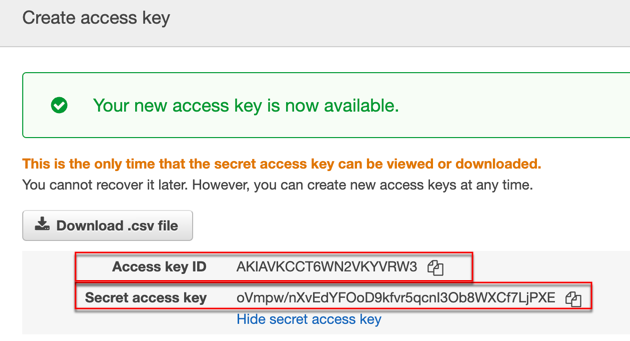 Create access key
Your new access key is now available.
This is the only time that the secret access key can be viewed or downloaded.
You cannot recover it later. However, you can create new access keys at any time.
Download .csv file
Access key ID AKIAVKCCT6WN2VKYVRW3
Secret access key
Hide secret access key